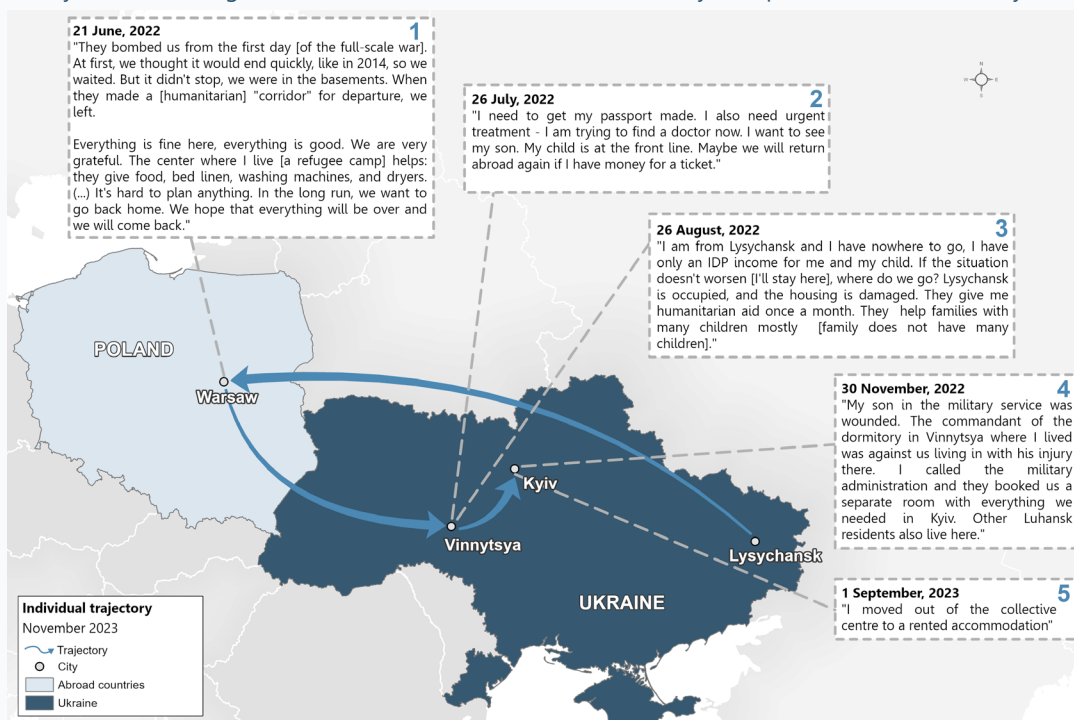 21 June, 2022
1
"They bombed us from the first day [of the full-scale war].
At first, we thought it would end quickly, like in 2014, so we
waited. But it didn't stop, we were in the basements. When
they made a [humanitarian] "corridor" for departure, we
left.
Everything is fine here, everything is good. We are very
grateful. The center where I live [a refugee camp] helps:
they give food, bed linen, washing machines, and dryers.
(...) It's hard to plan anything. In the long run, we want to
go back home. We hope that everything will be over and
we will come back."
26 July, 2022
2
"I need to get my passport made. I also need urgent
treatment - I am trying to find a doctor now. I want to see
my son. My child is at the front line. Maybe we will return
abroad again if I have money for a ticket."
N
W
E
S
26 August, 2022
3
"I am from Lysychansk and I have nowhere to go, I have
only an IDP income for me and my child. If the situation
doesn't worsen [I'll stay here], where do we go? Lysychansk
is occupied, and the housing is damaged. They give me
humanitarian aid once a month. They help families with
many children mostly [family does not have many
children]."
30 November, 2022
4
"My son in the military service was
wounded. The commandant of the
dormitory in Vinnytsya where I lived
was against us living in with his injury
there. I called the military
administration and they booked us a
separate room with everything we
needed in Kyiv. Other Luhansk
residents also live here."
1 September, 2023
5
"I moved out of the collective
centre to a rented accommodation"
POLAND
Warsaw
Kyiv
Vinnytsya
Lysychansk
UKRAINE
Individual trajectory
November 2023
Trajectory
City
Abroad countries
Ukraine